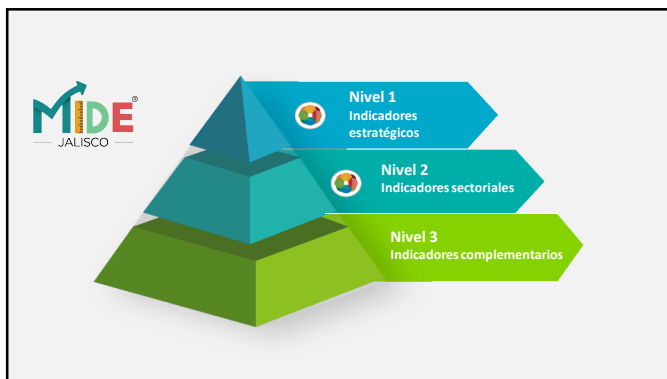 MIDE®
JALISCO
Nivel 1
Indicadores
estratégicos
Nivel 2
Indicadores sectoriales
Nivel 3
Indicadores complementarios